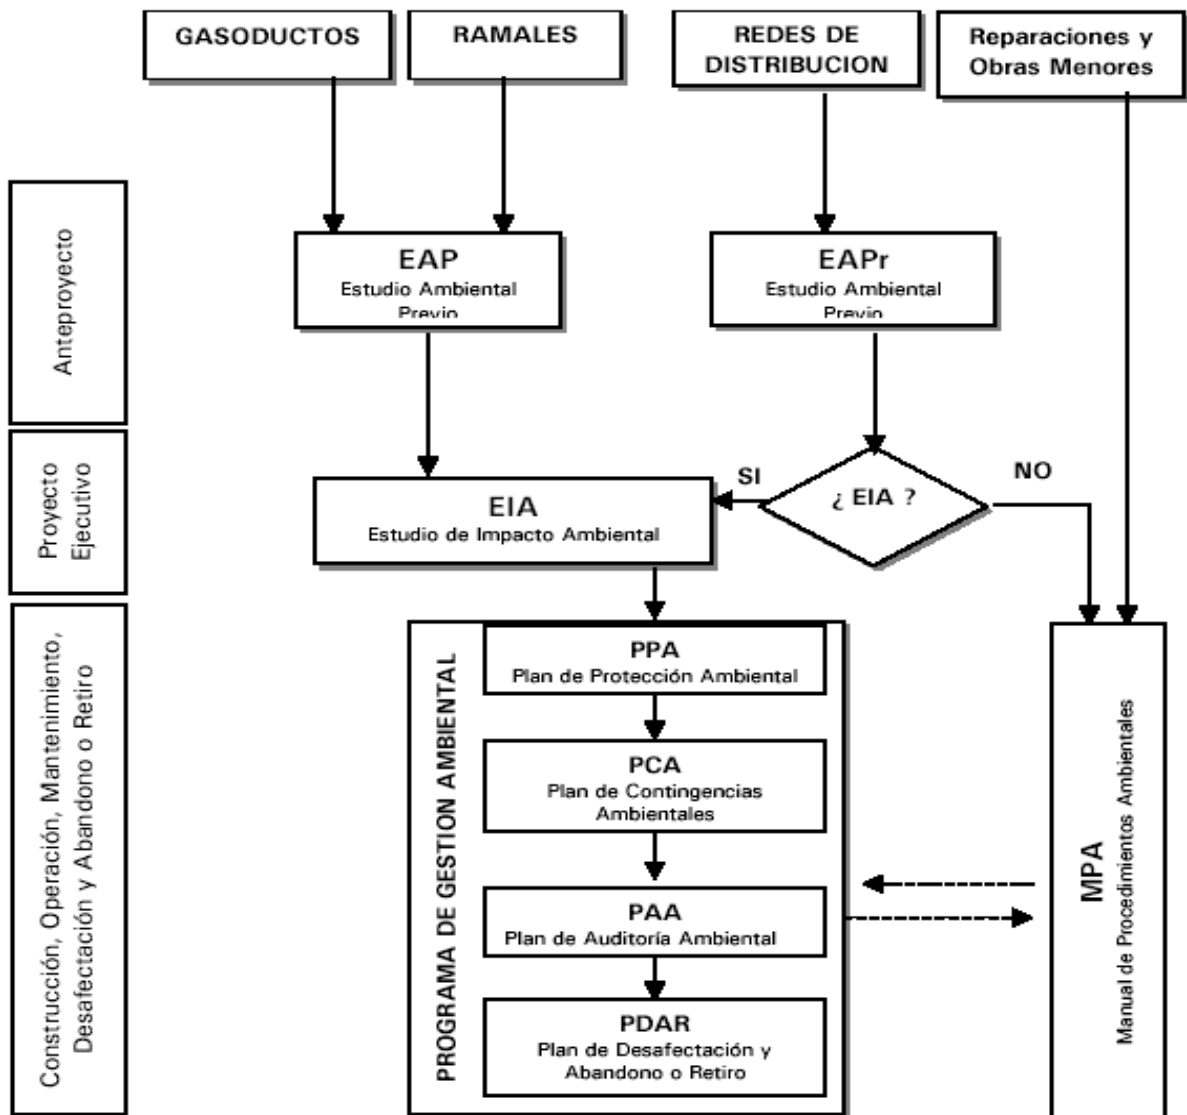 GASODUCTOS
RAMALES
REDES DE
DISTRIBUCION
Reparaciones y
Obras Menores
Anteproyecto
EAP
Estudio Ambiental
Previo
EAPr
Estudio Ambiental
Previo
Proyecto
Ejecutivo
EIA
Estudio de Impacto Ambiental
SI
¿ EIA ?
NO
Construcción, Operación, Mantenimiento,
Desafectación y Abandono o Retiro
PROGRAMA DE GESTION AMBIENTAL
PPA
Plan de Protección Ambiental
PCA
Plan de Contingencias
Ambientales
PAA
Plan de Auditoría Ambiental
PDAR
Plan de Desafectación y
Abandono o Retiro
MPA
Manual de Procedimientos Ambientales